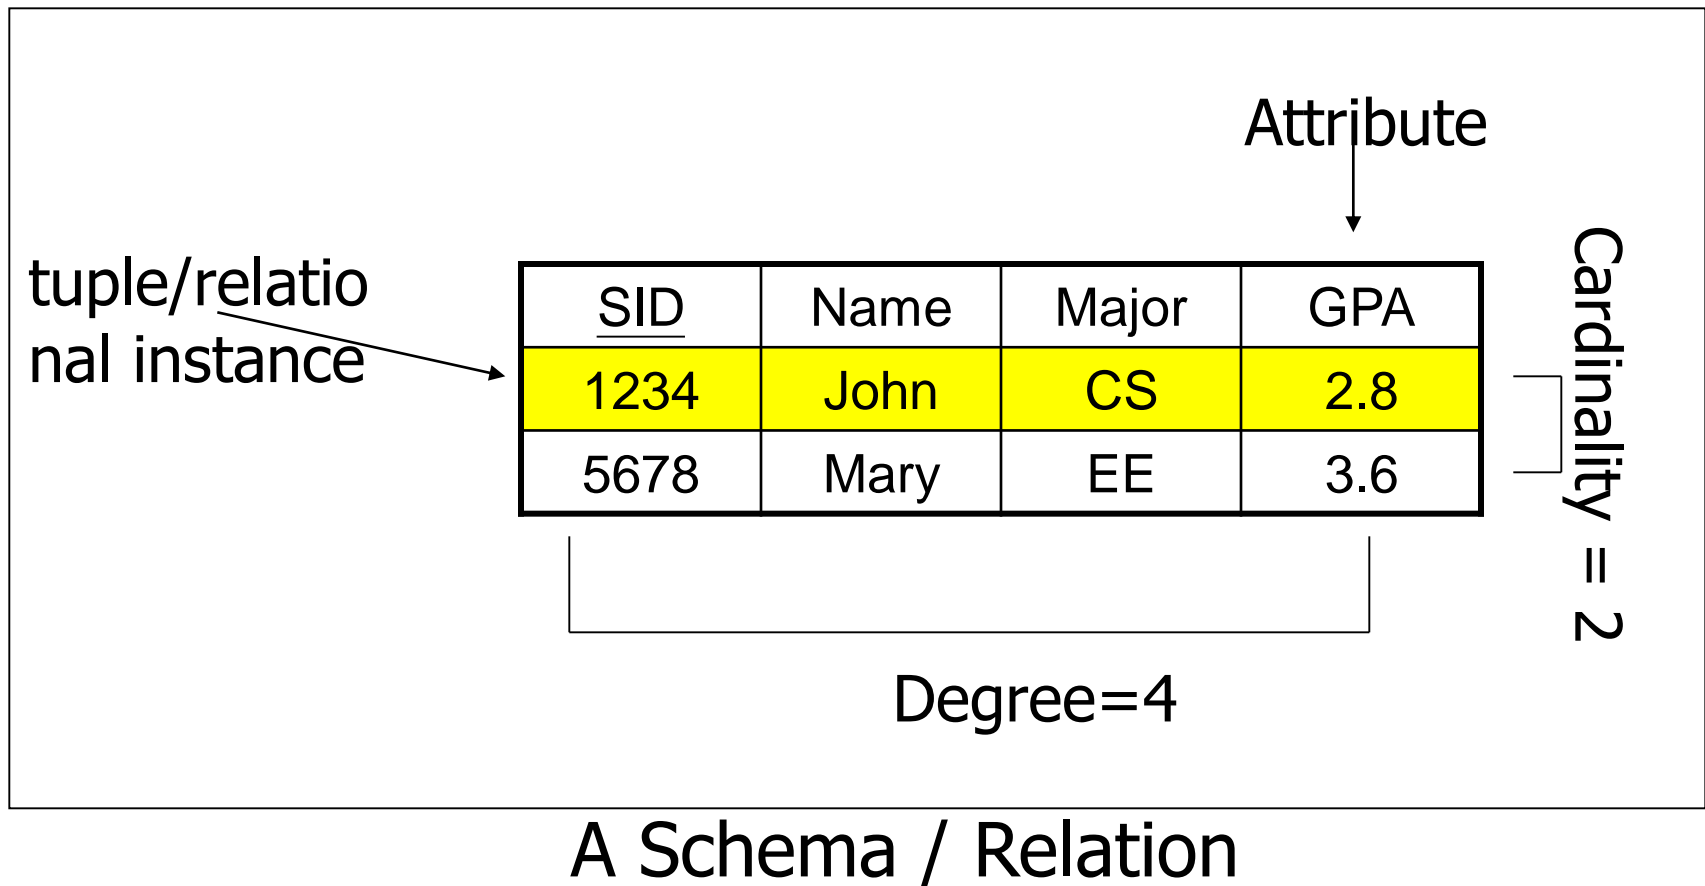 Attribute
tuple/relatio
nal instance
SID Name Major GPA
1234 John CS 2.8
5678 Mary EE 3.6
Cardinality = 2
Degree=4
A Schema / Relation